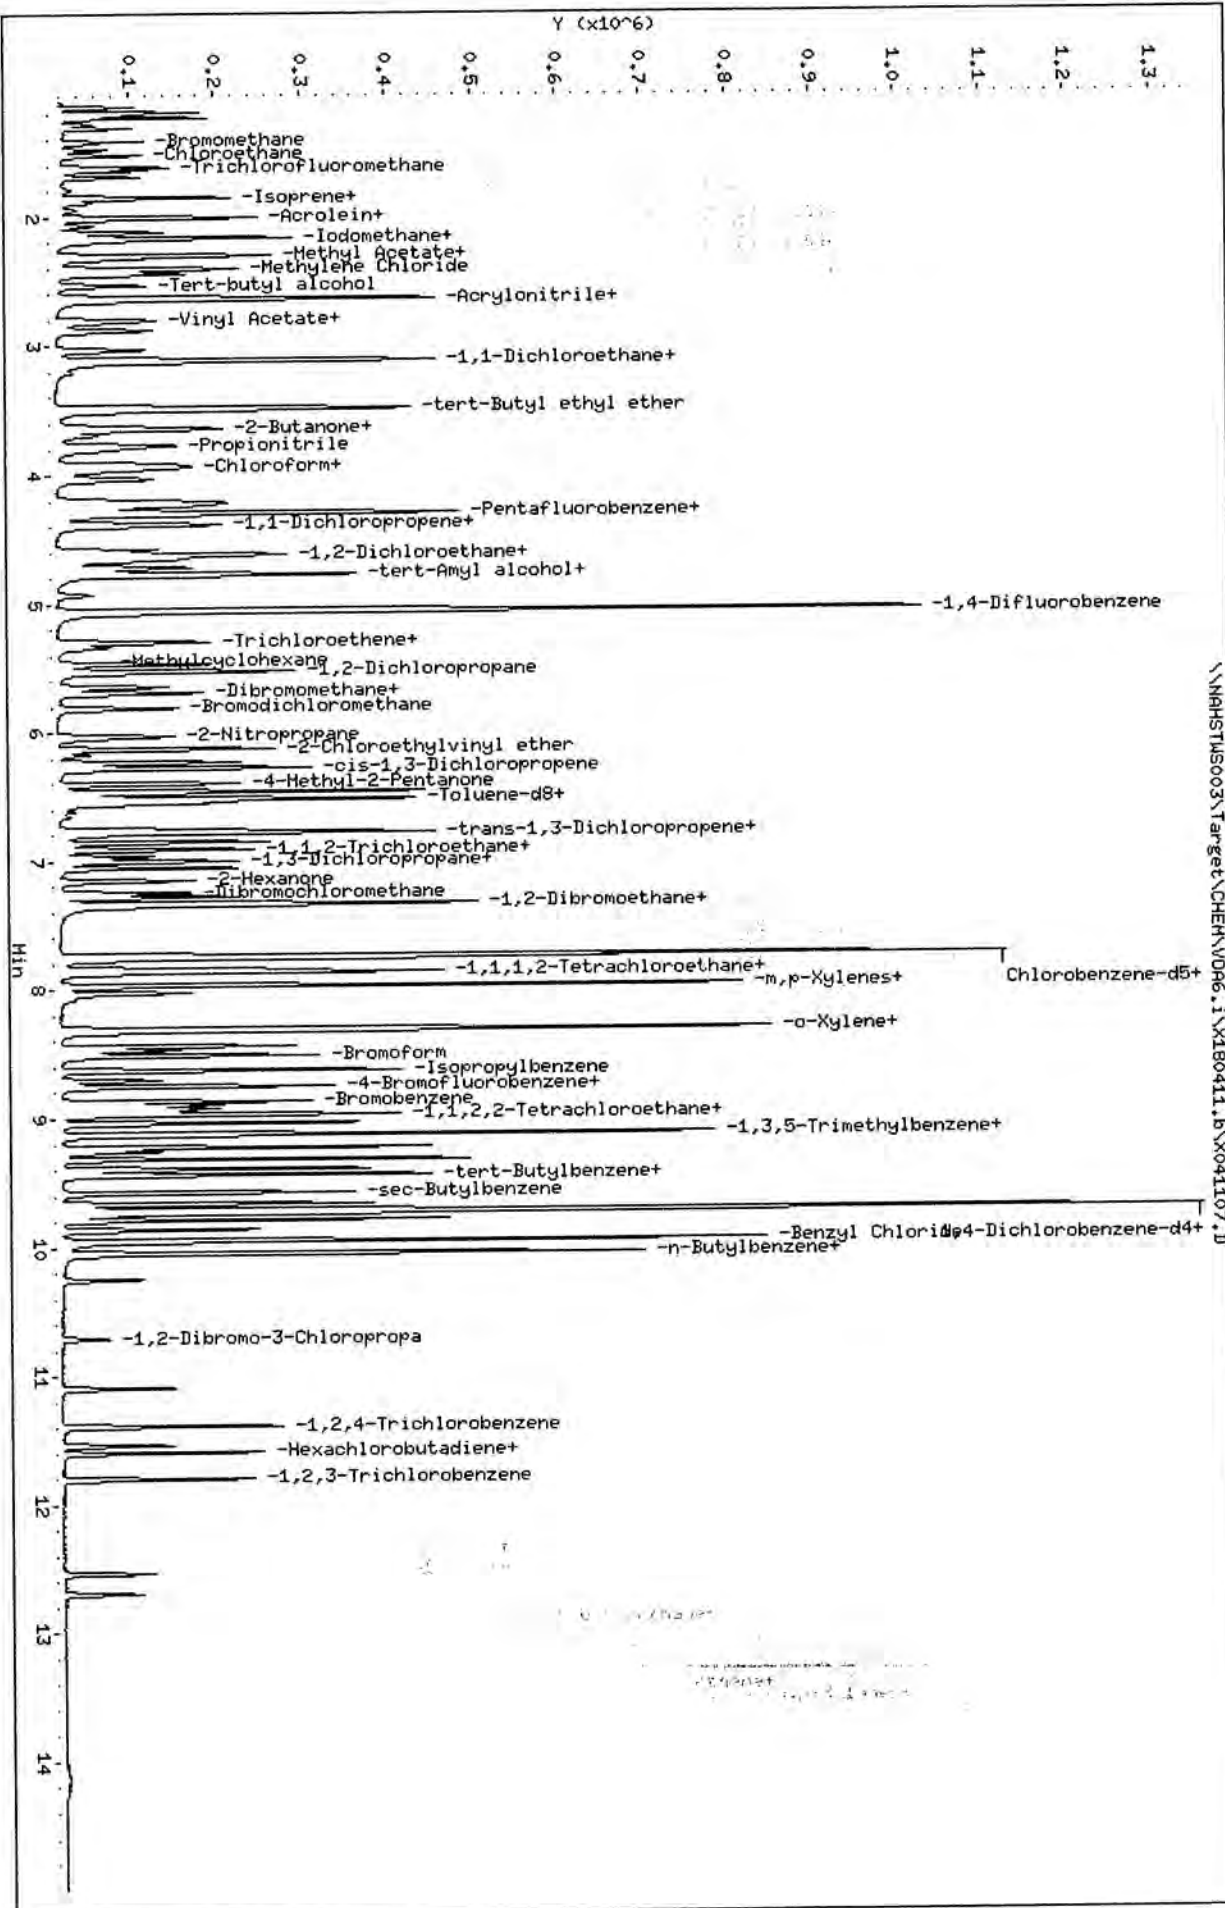 Y (x10^6)
0.1
0.2
0.3
0.4
0.5
0.6
0.7
0.8
0.9
1.0
1.1
1.2
1.3
-Bromomethane
-Chloroethane
-Trichlorofluoromethane
-Isoprene+
2
-Acrolein+
-Iodomethane+
-Methyl Acetate+
-Methylene Chloride
-Tert-butyl alcohol
-Acrylonitrile+
-Vinyl Acetate+
3
-1,1-Dichloroethane+
-tert-Butyl ethyl ether
-2-Butanone+
-Propionitrile
-Chloroform+
4
-Pentafluorobenzene+
-1,1-Dichloropropene+
-1,2-Dichloroethane+
-tert-Amyl alcohol+
5
-1,4-Difluorobenzene
-Trichloroethene+
-Methylcyclohexane
-1,2-Dichloropropane
-Dibromomethane+
-Bromodichloromethane
6
-2-Nitropropane
-2-Chloroethylvinyl ether
-cis-1,3-Dichloropropene
-4-Methyl-2-Pentanone
-Toluene-d8+
-trans-1,3-Dichloropropene+
-1,1,2-Trichloroethane+
-1,3-Dichloropropane+
7
-2-Hexanone
-Dibromochloromethane
-1,2-Dibromoethane+
-1,1,1,2-Tetrachloroethane+
-m,p-Xylenes+
Chlorobenzene-d5+
8
-o-Xylene+
-Bromoform
-Isopropylbenzene
-4-Bromofluorobenzene+
-Bromobenzene
-1,1,2,2-Tetrachloroethane+
9
-1,3,5-Trimethylbenzene+
-tert-Butylbenzene+
-sec-Butylbenzene
-Benzyl Chloride
1,4-Dichlorobenzene-d4+
-n-Butylbenzene+
10
-1,2-Dibromo-3-Chloropropa
11
-1,2,4-Trichlorobenzene
-Hexachlorobutadiene+
-1,2,3-Trichlorobenzene
12
13
14
Min
\\NAHSTWS003\Target\CHEM\VOA6.i\X180411.b\X041107.D